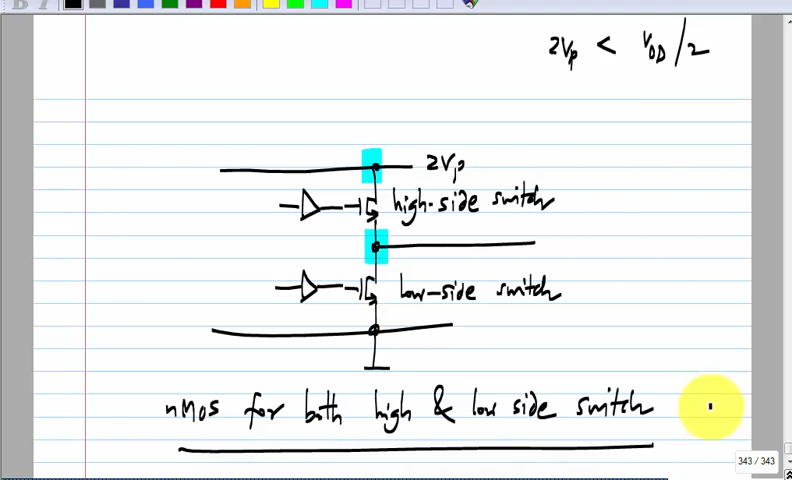 2Vp < VDD/2
2Vp
high-side switch
low-side switch
nMOS for both high & low side switch
343 / 343